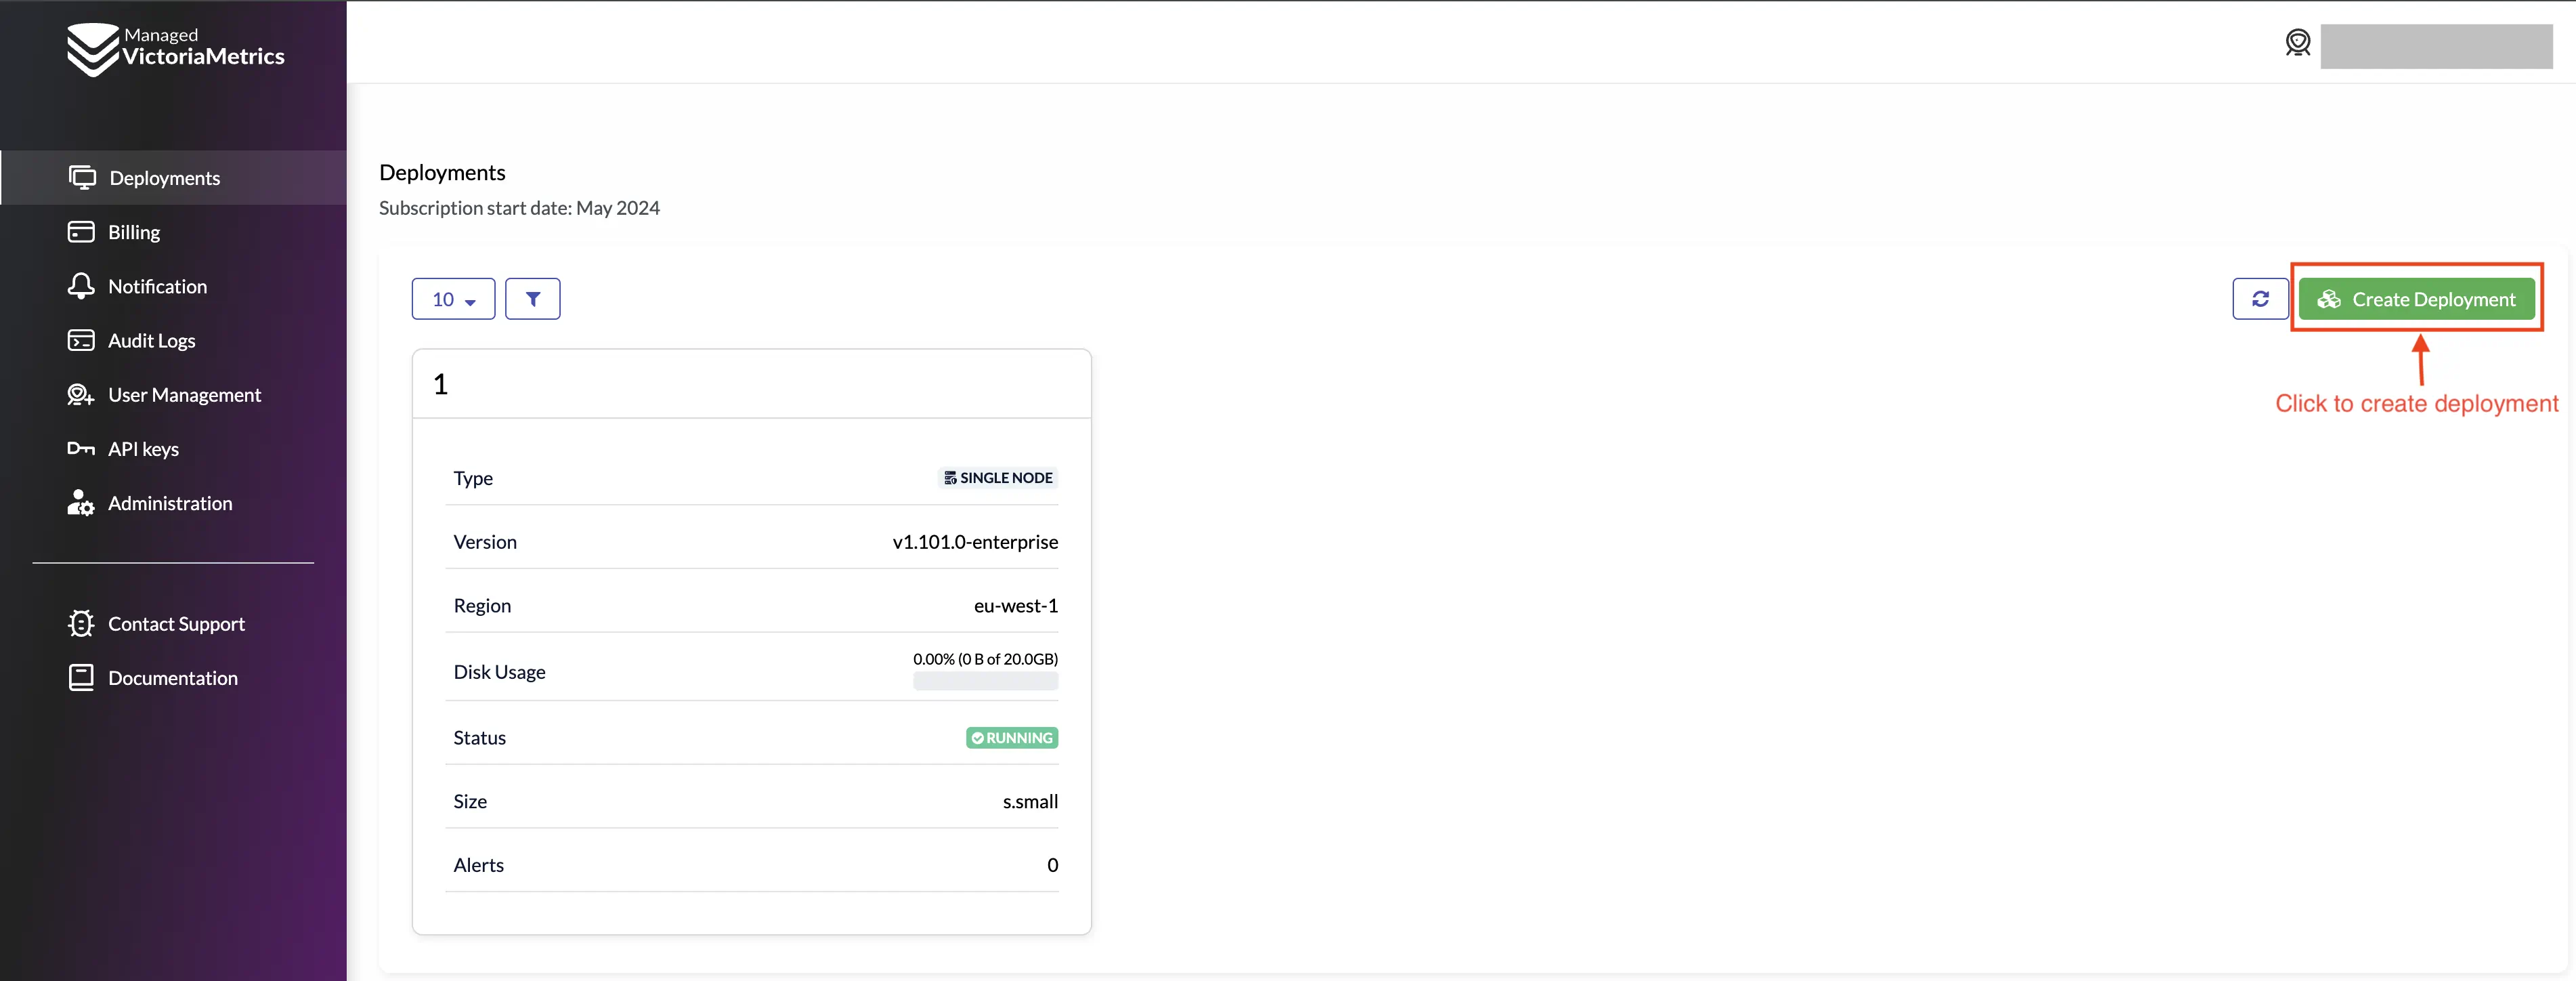 Managed
VictoriaMetrics
Deployments
Billing
Notification
Audit Logs
User Management
API keys
Administration
Contact Support
Documentation
Deployments
Subscription start date: May 2024
10
Create Deployment
Click to create deployment
1
Type SINGLE NODE
Version v1.101.0-enterprise
Region eu-west-1
Disk Usage 0.00% (0 B of 20.0GB)
Status RUNNING
Size s.small
Alerts 0